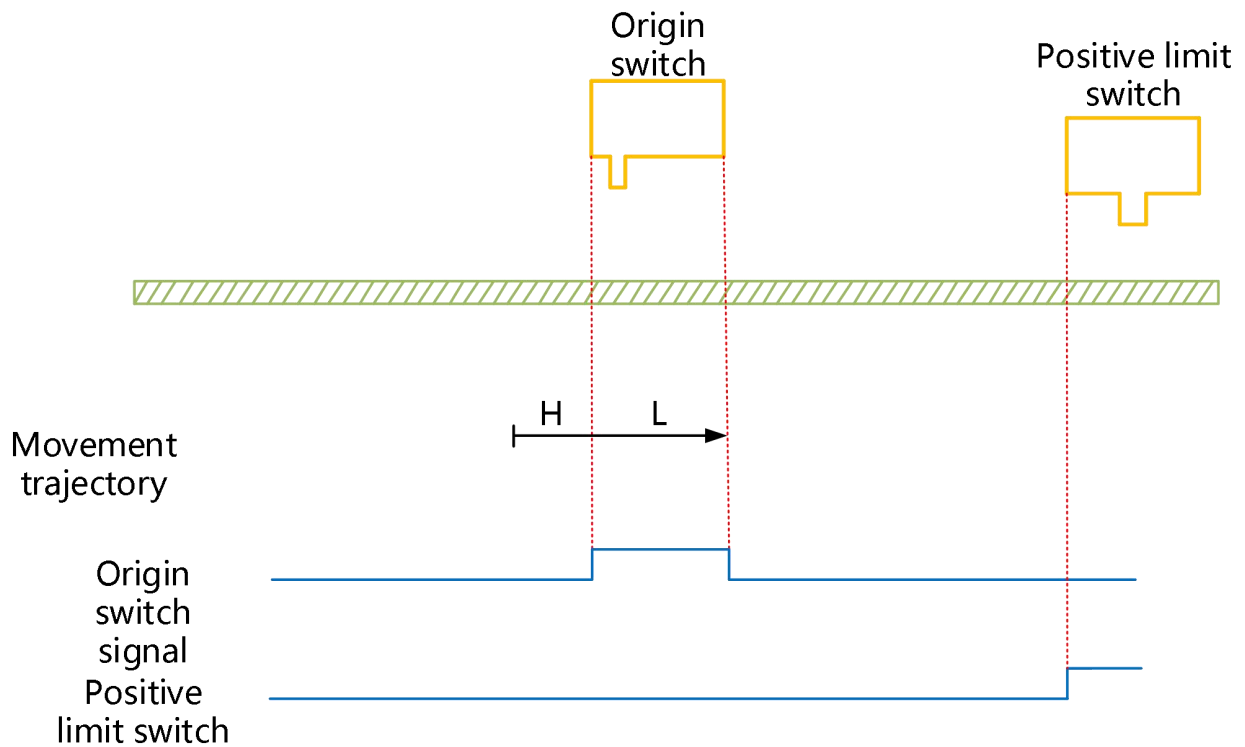 Origin
switch
Positive limit
switch
H
L
Movement
trajectory
Origin
switch
signal
Positive
limit switch